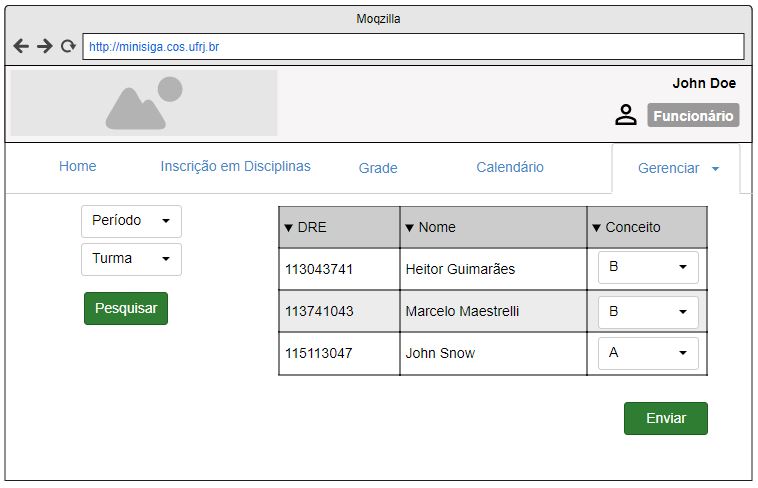 Moqzilla
http://minisiga.cos.ufrj.br
John Doe
Funcionário
Home Inscrição em Disciplinas Grade Calendário Gerenciar
Período
Turma
Pesquisar
DRE Nome Conceito
113043741 Heitor Guimarães B
113741043 Marcelo Maestrelli B
115113047 John Snow A
Enviar